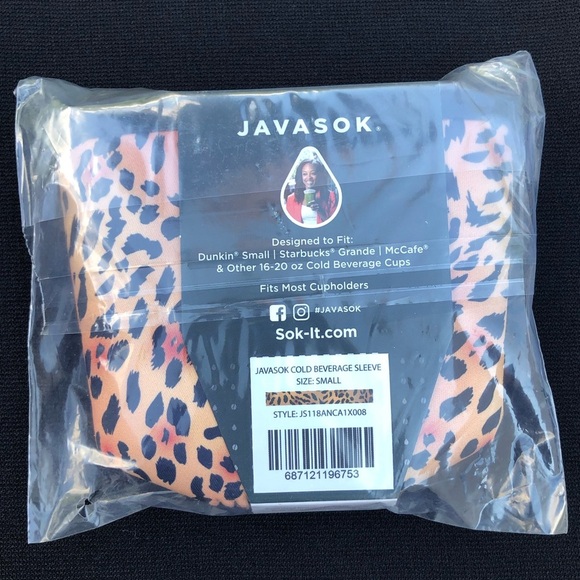 JAVASOK®
Designed to Fit:
Dunkin® Small | Starbucks® Grande | McCafe®
& Other 16-20 oz Cold Beverage Cups
Fits Most Cupholders
#JAVASOK
Sok-It.com
JAVASOK COLD BEVERAGE SLEEVE
SIZE: SMALL
STYLE: JS118ANCA1X008
687121196753